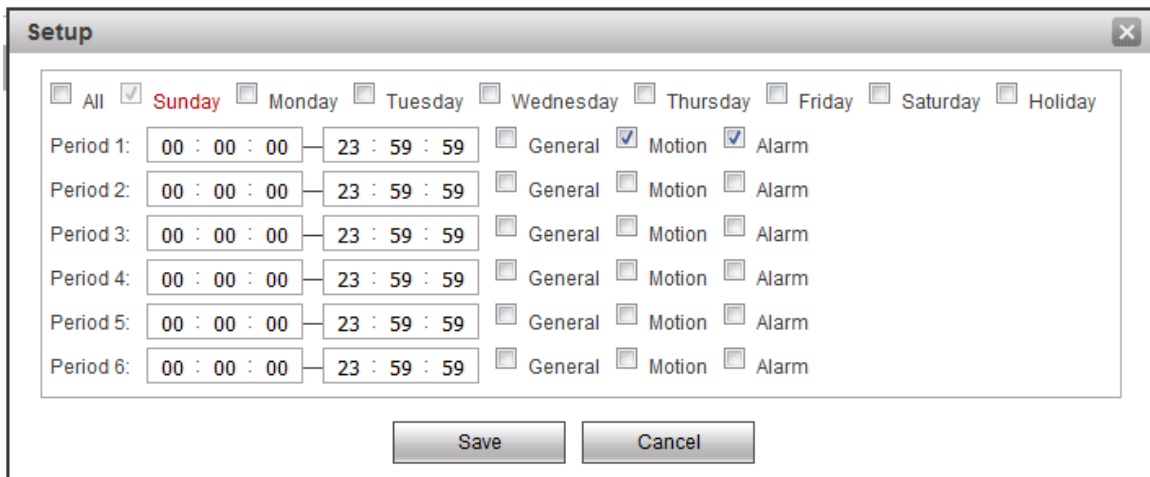 Setup
All Sunday Monday Tuesday Wednesday Thursday Friday Saturday Holiday
Period 1: 00 : 00 : 00 — 23 : 59 : 59 General Motion Alarm
Period 2: 00 : 00 : 00 — 23 : 59 : 59 General Motion Alarm
Period 3: 00 : 00 : 00 — 23 : 59 : 59 General Motion Alarm
Period 4: 00 : 00 : 00 — 23 : 59 : 59 General Motion Alarm
Period 5: 00 : 00 : 00 — 23 : 59 : 59 General Motion Alarm
Period 6: 00 : 00 : 00 — 23 : 59 : 59 General Motion Alarm
Save Cancel